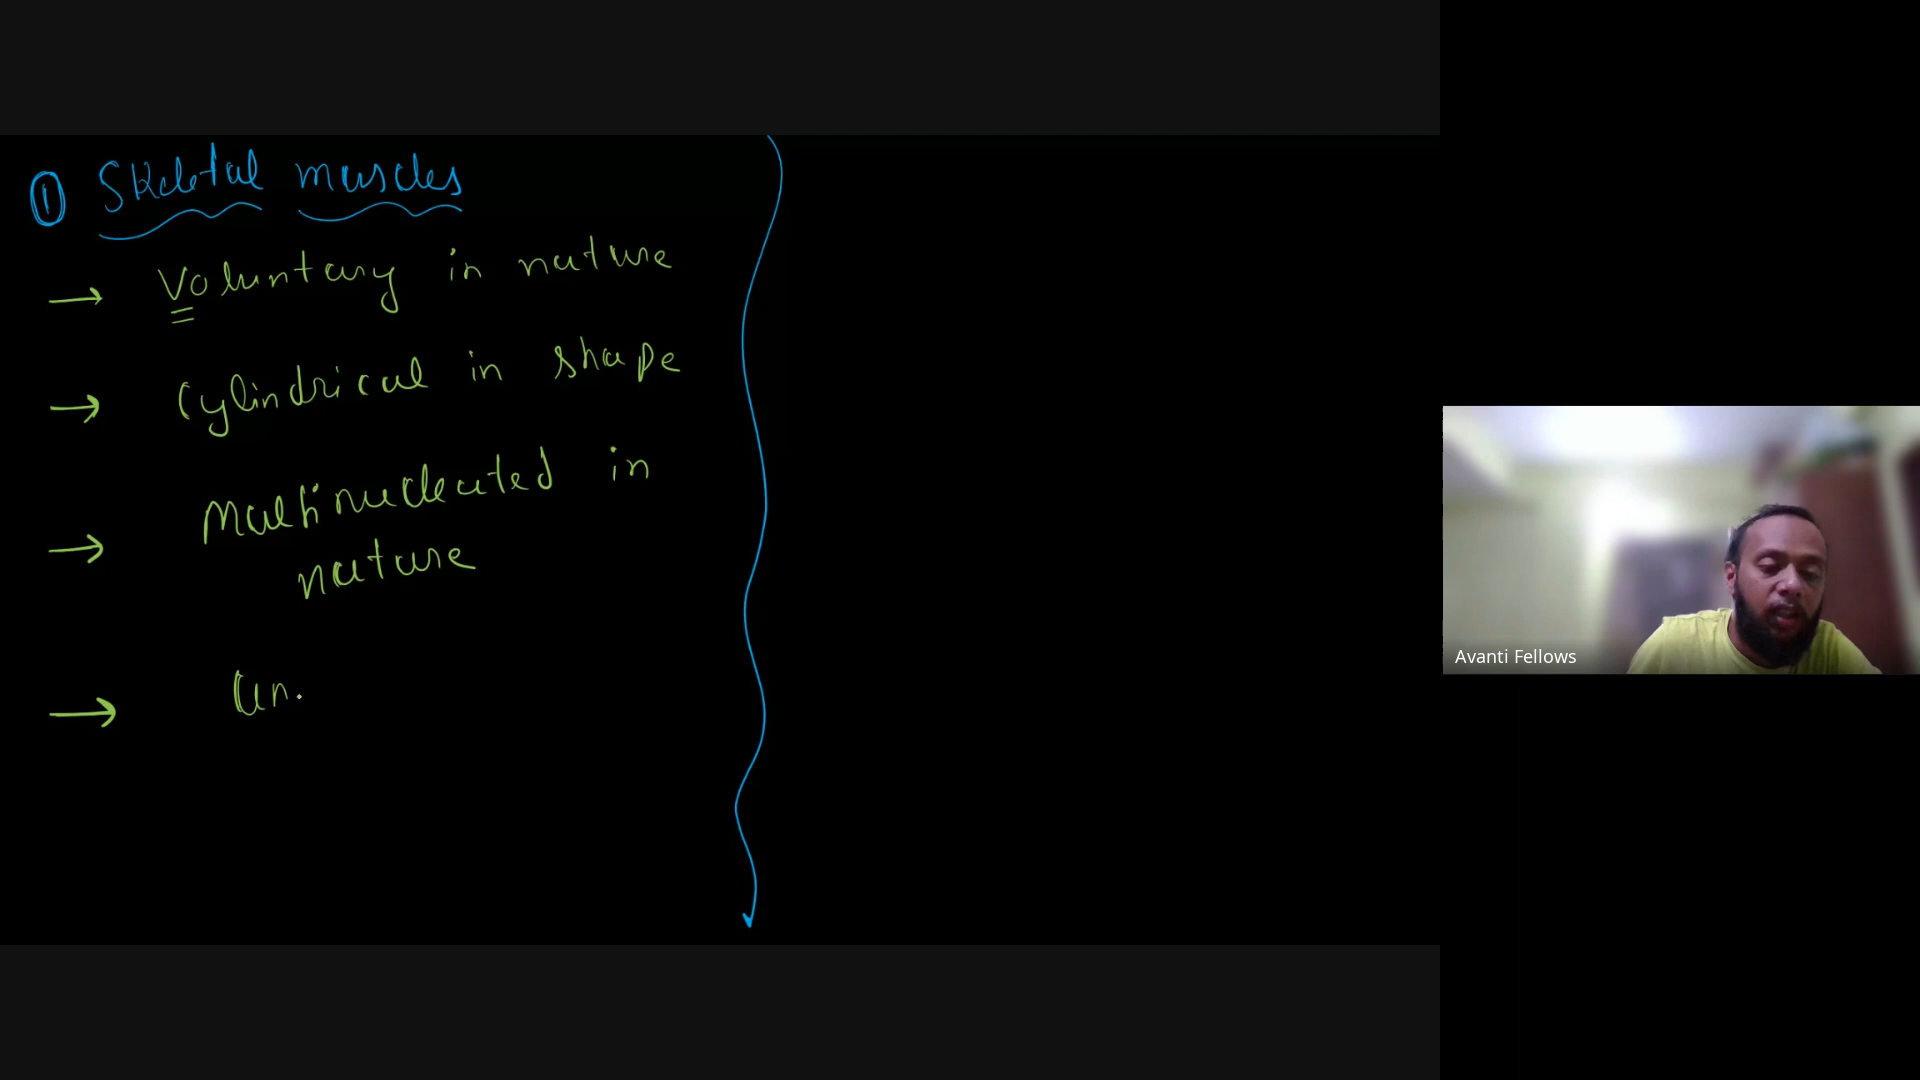 ① Skeletal muscles
→ Voluntary in nature
→ Cylindrical in shape
→ Multinucleated in
nature
→ Un
Avanti Fellows